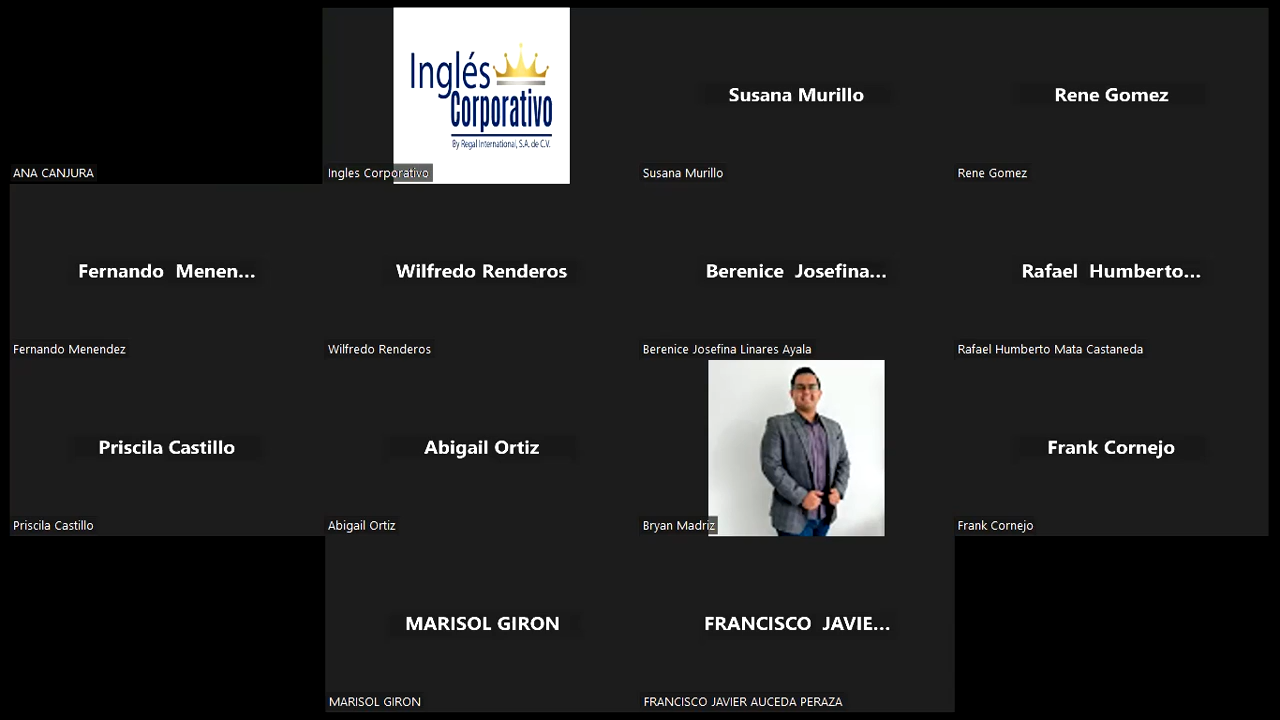 Inglés
Corporativo
By Regal International, S.A. de C.V.
Susana Murillo
Rene Gomez
ANA CANJURA
Ingles Corporativo
Susana Murillo
Rene Gomez
Fernando Menen...
Wilfredo Renderos
Berenice Josefina...
Rafael Humberto...
Fernando Menendez
Wilfredo Renderos
Berenice Josefina Linares Ayala
Rafael Humberto Mata Castaneda
Priscila Castillo
Abigail Ortiz
Frank Cornejo
Priscila Castillo
Abigail Ortiz
Bryan Madriz
Frank Cornejo
MARISOL GIRON
FRANCISCO JAVIE...
MARISOL GIRON
FRANCISCO JAVIER AUCEDA PERAZA